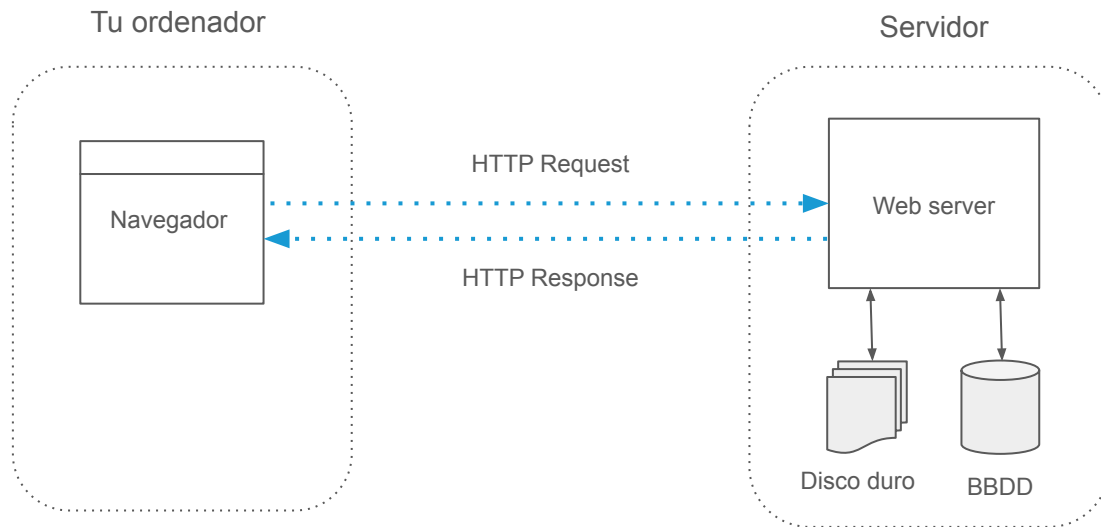 Tu ordenador
Servidor
HTTP Request
Navegador
Web server
HTTP Response
Disco duro
BBDD